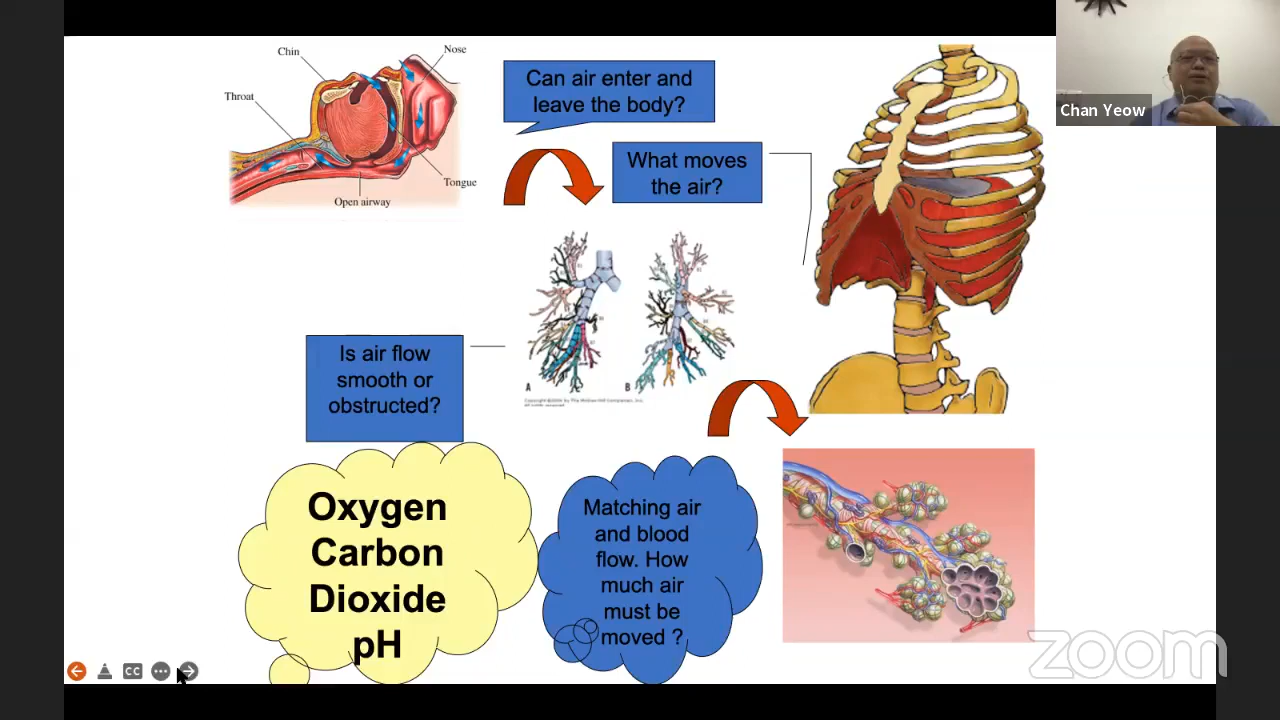 Chin
Nose
Throat
Tongue
Open airway
Can air enter and
leave the body?
What moves
the air?
Chan Yeow
A
B
Is air flow
smooth or
obstructed?
Oxygen
Carbon
Dioxide
pH
Matching air
and blood
flow. How
much air
must be
moved ?
CC
zoom